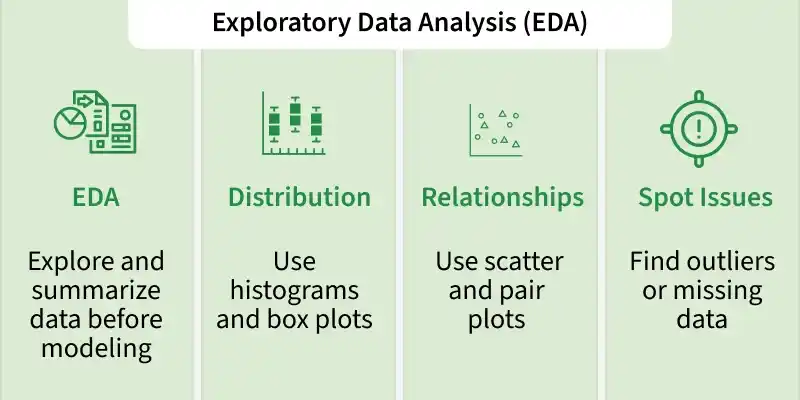 Exploratory Data Analysis (EDA)
EDA
Explore and
summarize
data before
modeling
Distribution
Use
histograms
and box plots
Relationships
Use scatter
and pair
plots
Spot Issues
Find outliers
or missing
data